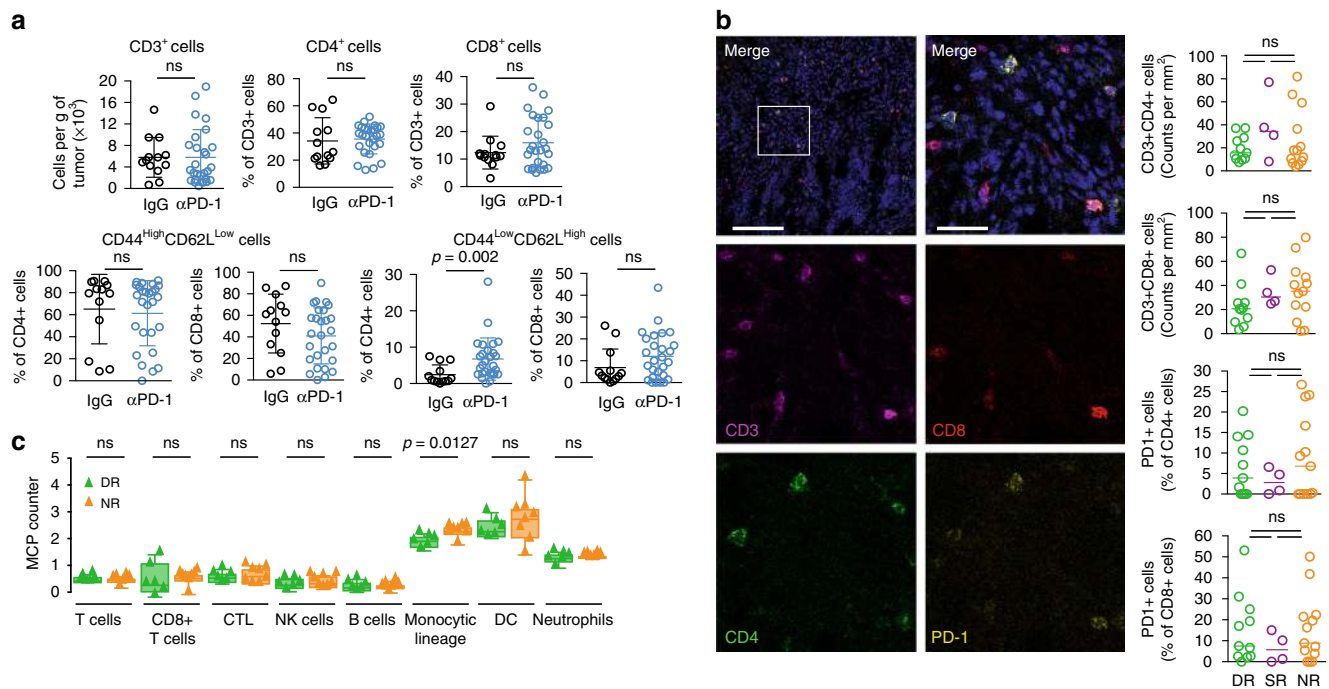 a
CD3+ cells
ns
Cells per g of
tumor (×10³)
20
16
12
8
4
0
IgG αPD-1
CD4+ cells
ns
% of CD3+ cells
100
80
60
40
20
0
IgG αPD-1
CD8+ cells
ns
% of CD3+ cells
40
30
20
10
0
IgG αPD-1
CD44HighCD62LLow cells
ns
% of CD4+ cells
100
80
60
40
20
0
IgG αPD-1
ns
% of CD8+ cells
100
80
60
40
20
0
IgG αPD-1
CD44LowCD62LHigh cells
p = 0.002
% of CD4+ cells
30
20
10
0
IgG αPD-1
ns
% of CD8+ cells
50
40
30
20
10
0
IgG αPD-1
b
Merge
Merge
CD3
CD8
CD4
PD-1
ns
CD3+CD4+ cells
(Counts per mm²)
100
80
60
40
20
0
ns
CD3+CD8+ cells
(Counts per mm²)
100
80
60
40
20
0
ns
PD1+ cells
(% of CD4+ cells)
30
25
20
15
10
5
0
ns
PD1+ cells
(% of CD8+ cells)
60
50
40
30
20
10
0
DR SR NR
c
ns ns ns ns ns p = 0.0127 ns ns
DR
NR
MCP counter
5
4
3
2
1
0
T cells
CD8+
T cells
CTL
NK cells
B cells
Monocytic
lineage
DC
Neutrophils